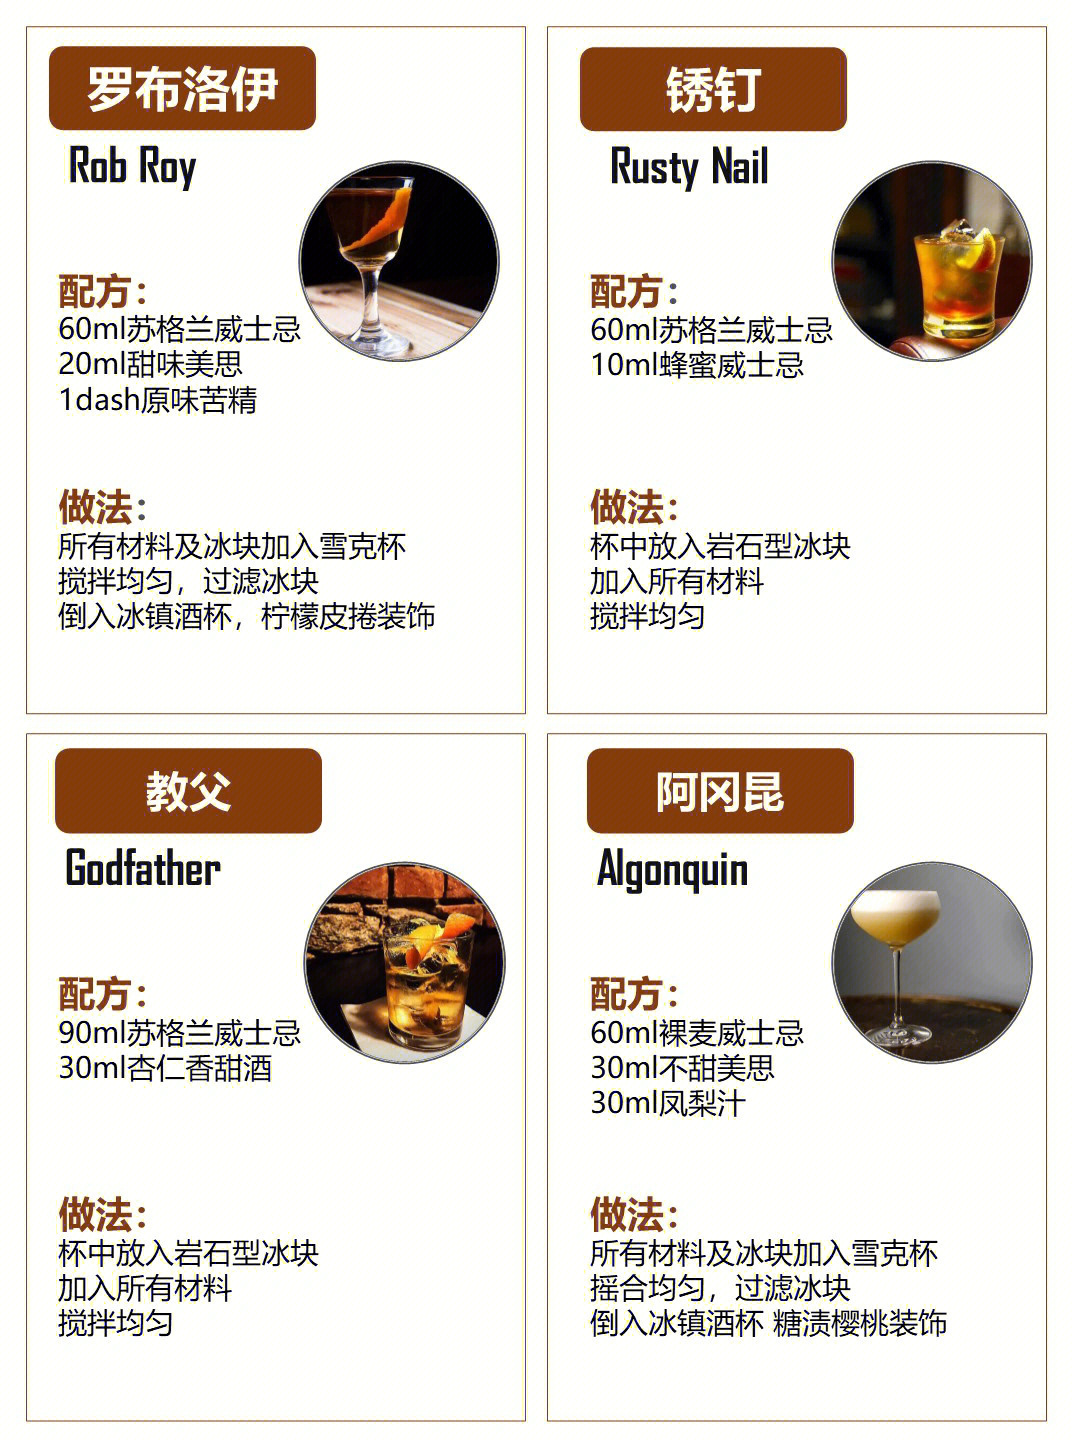 罗布洛伊
Rob Roy
配方：
60ml苏格兰威士忌
20ml甜味美思
1dash原味苦精
做法：
所有材料及冰块加入雪克杯
搅拌均匀，过滤冰块
倒入冰镇酒杯，柠檬皮捲装饰
锈钉
Rusty Nail
配方：
60ml苏格兰威士忌
10ml蜂蜜威士忌
做法：
杯中放入岩石型冰块
加入所有材料
搅拌均匀
教父
Godfather
配方：
90ml苏格兰威士忌
30ml杏仁香甜酒
做法：
杯中放入岩石型冰块
加入所有材料
搅拌均匀
阿冈昆
Algonquin
配方：
60ml裸麦威士忌
30ml不甜美思
30ml凤梨汁
做法：
所有材料及冰块加入雪克杯
摇合均匀，过滤冰块
倒入冰镇酒杯 糖渍樱桃装饰